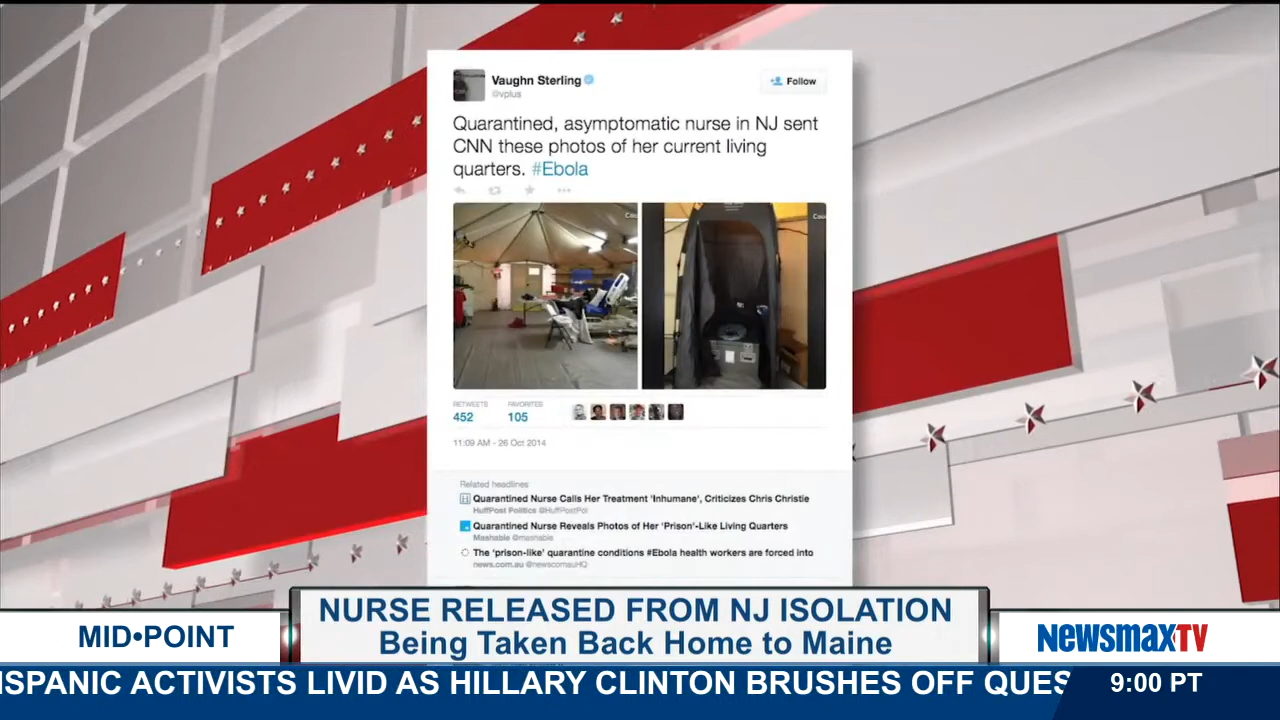 Vaughn Sterling
@vplus
Follow
Quarantined, asymptomatic nurse in NJ sent
CNN these photos of her current living
quarters. #Ebola
Cou
Cou
RETWEETS
FAVORITES
452
105
11:09 AM - 26 Oct 2014
Related headlines
Quarantined Nurse Calls Her Treatment 'Inhumane', Criticizes Chris Christie
HuffPost Politics @HuffPostPol
Quarantined Nurse Reveals Photos of Her 'Prison'-Like Living Quarters
Mashable @mashable
The 'prison-like' quarantine conditions #Ebola health workers are forced into
news.com.au @newscomauHQ
NURSE RELEASED FROM NJ ISOLATION
Being Taken Back Home to Maine
MID•POINT
NEWSMAXTV
ISPANIC ACTIVISTS LIVID AS HILLARY CLINTON BRUSHES OFF QUES
9:00 PT